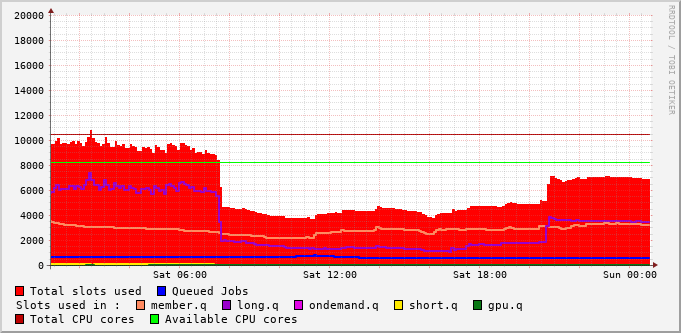 RRDTOOL / TOBI OETIKER
20000
18000
16000
14000
12000
10000
8000
6000
4000
2000
0
Sat 06:00 Sat 12:00 Sat 18:00 Sun 00:00
Total slots used Queued Jobs
Slots used in : member.q long.q ondemand.q short.q gpu.q
Total CPU cores Available CPU cores